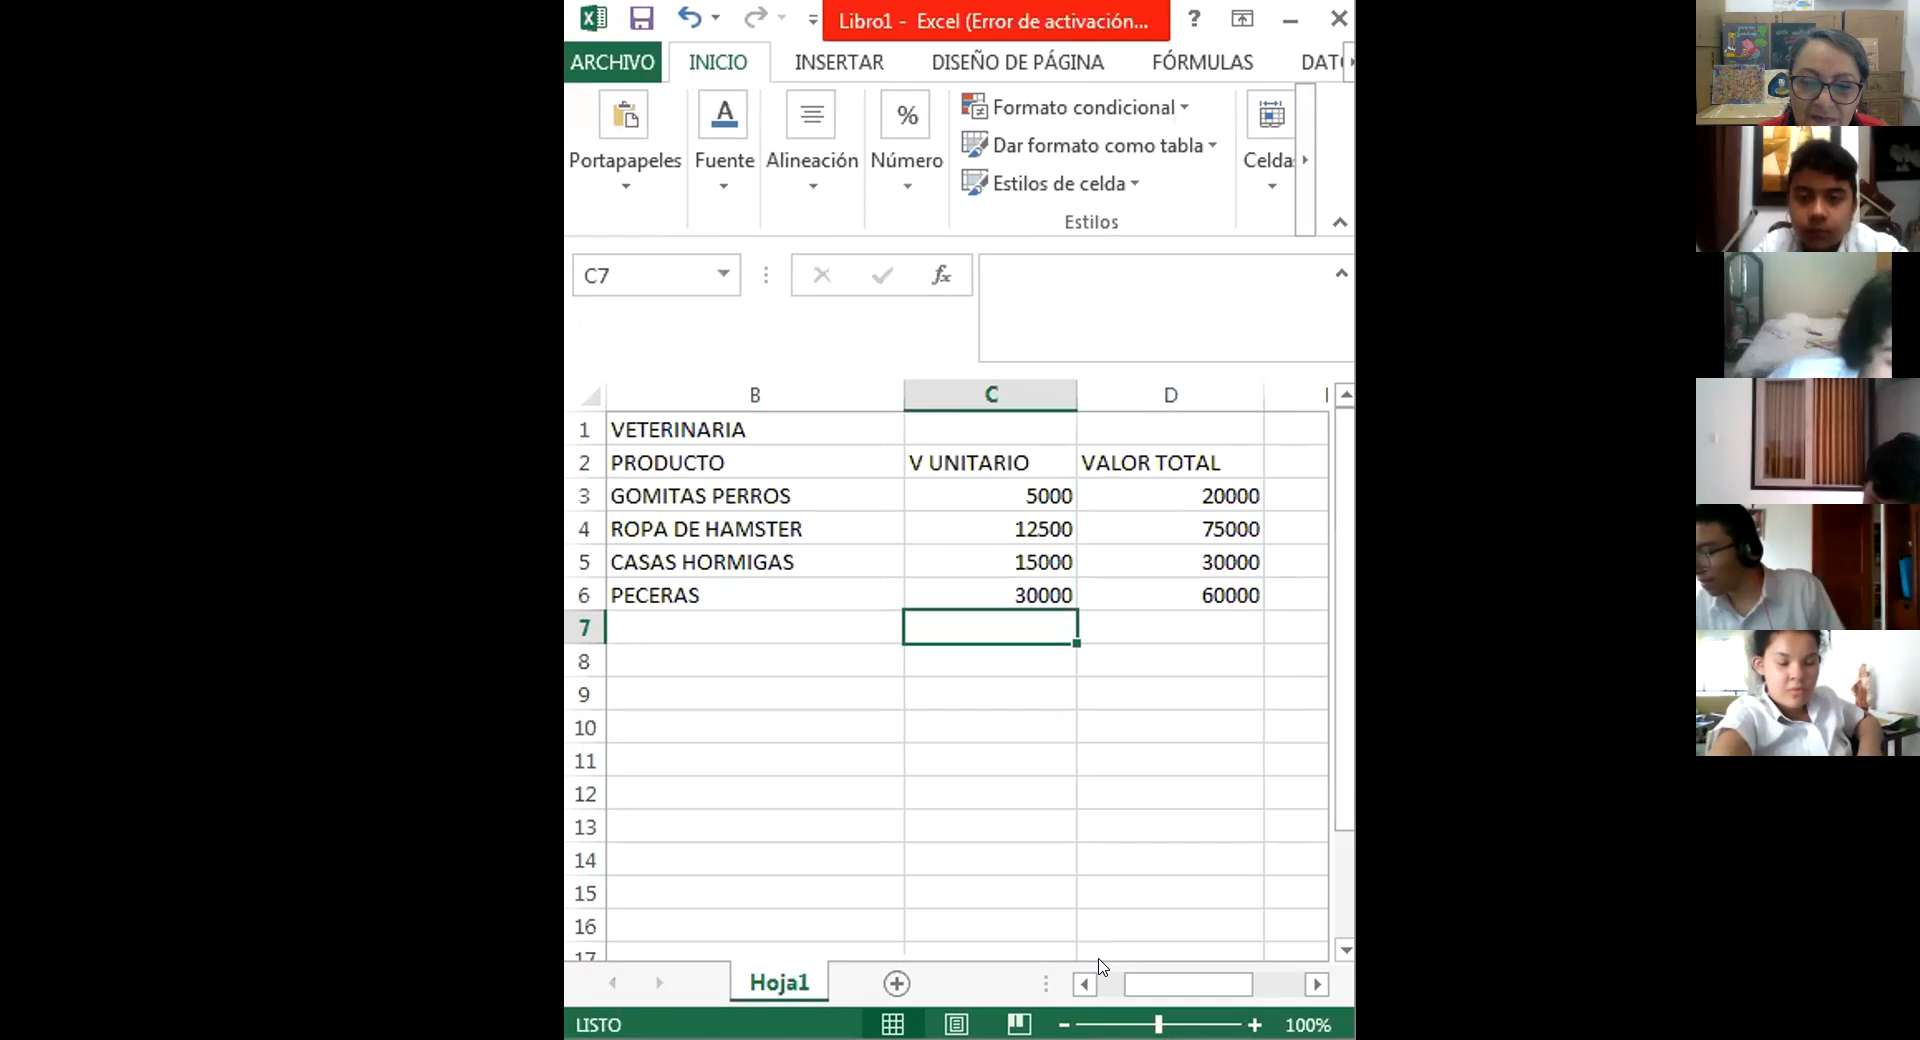 Libro1 - Excel (Error de activación...
?
ARCHIVO INICIO INSERTAR DISEÑO DE PÁGINA FÓRMULAS DAT
Portapapeles Fuente Alineación Número
%
Formato condicional
Dar formato como tabla
Estilos de celda
Celda
Estilos
C7 fx
B C D
1 VETERINARIA
2 PRODUCTO V UNITARIO VALOR TOTAL
3 GOMITAS PERROS 5000 20000
4 ROPA DE HAMSTER 12500 75000
5 CASAS HORMIGAS 15000 30000
6 PECERAS 30000 60000
7
8
9
10
11
12
13
14
15
16
17
Hoja1
LISTO 100%